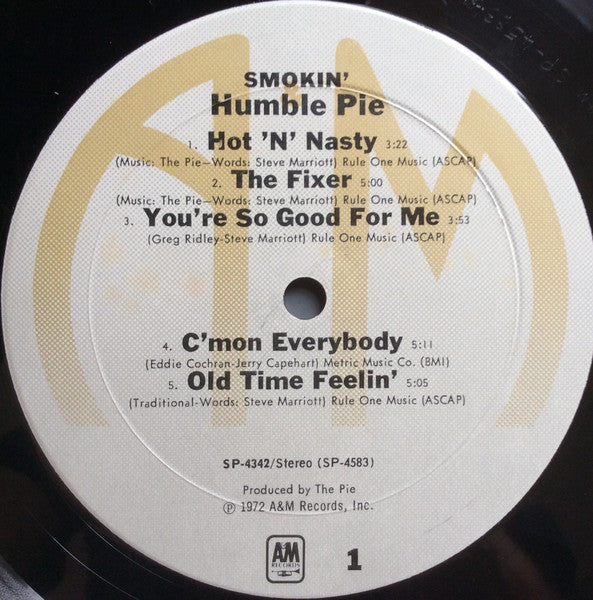 SMOKIN'
Humble Pie
1. Hot 'N' Nasty 3:22
(Music: The Pie—Words: Steve Marriott) Rule One Music (ASCAP)
2. The Fixer 5:00
(Music: The Pie—Words: Steve Marriott) Rule One Music (ASCAP)
3. You're So Good For Me 3:53
(Greg Ridley-Steve Marriott) Rule One Music (ASCAP)
4. C'mon Everybody 5:11
(Eddie Cochran-Jerry Capehart) Metric Music Co. (BMI)
5. Old Time Feelin' 5:05
(Traditional-Words: Steve Marriott) Rule One Music (ASCAP)
SP-4342/Stereo (SP-4583)
Produced by The Pie
Ⓟ 1972 A&M Records, Inc.
AM
RECORDS
1